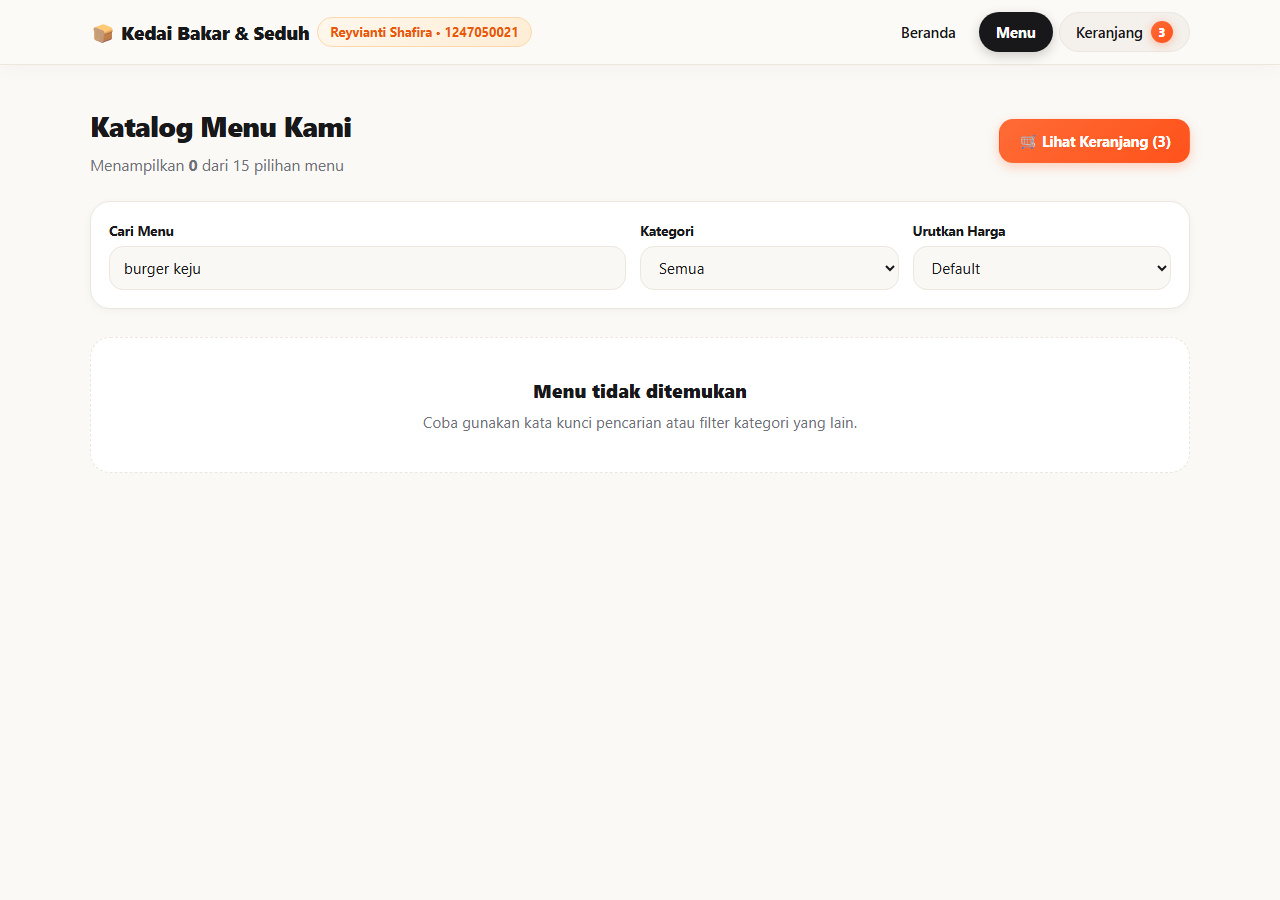 Kedai Bakar & Seduh
Reyvianti Shafira • 1247050021
Beranda
Menu
Keranjang 3
Katalog Menu Kami
Menampilkan 0 dari 15 pilihan menu
Lihat Keranjang (3)
Cari Menu
Kategori
Urutkan Harga
burger keju
Semua
Default
Menu tidak ditemukan
Coba gunakan kata kunci pencarian atau filter kategori yang lain.